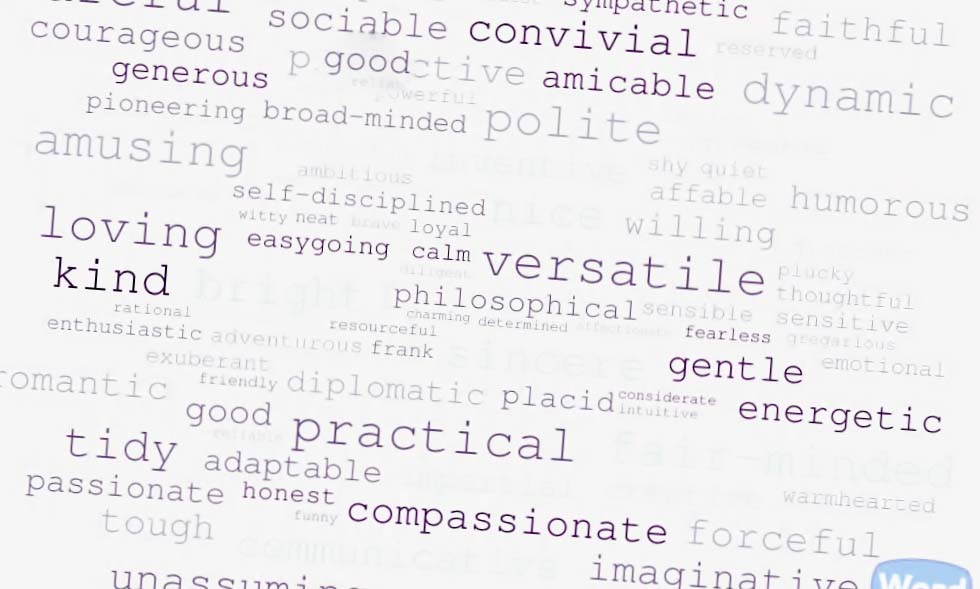 sympathetic
sociable convivial faithful
courageous reserved
good
generous amicable dynamic
powerful
pioneering broad-minded polite
amusing inventive shy quiet
ambitious affable humorous
self-disciplined nice
witty neat brave loyal willing
loving easygoing calm versatile plucky
kind diligent thoughtful
bright philosophical sensible sensitive
rational charming determined affectionate fearless gregarious
enthusiastic adventurous resourceful frank
exuberant sincere gentle emotional
romantic friendly diplomatic placid considerate
intuitive energetic
good practical
tidy reliable fair-minded
adaptable
passionate honest impartial warmhearted
funny compassionate forceful
tough
communicative
imaginative
Word